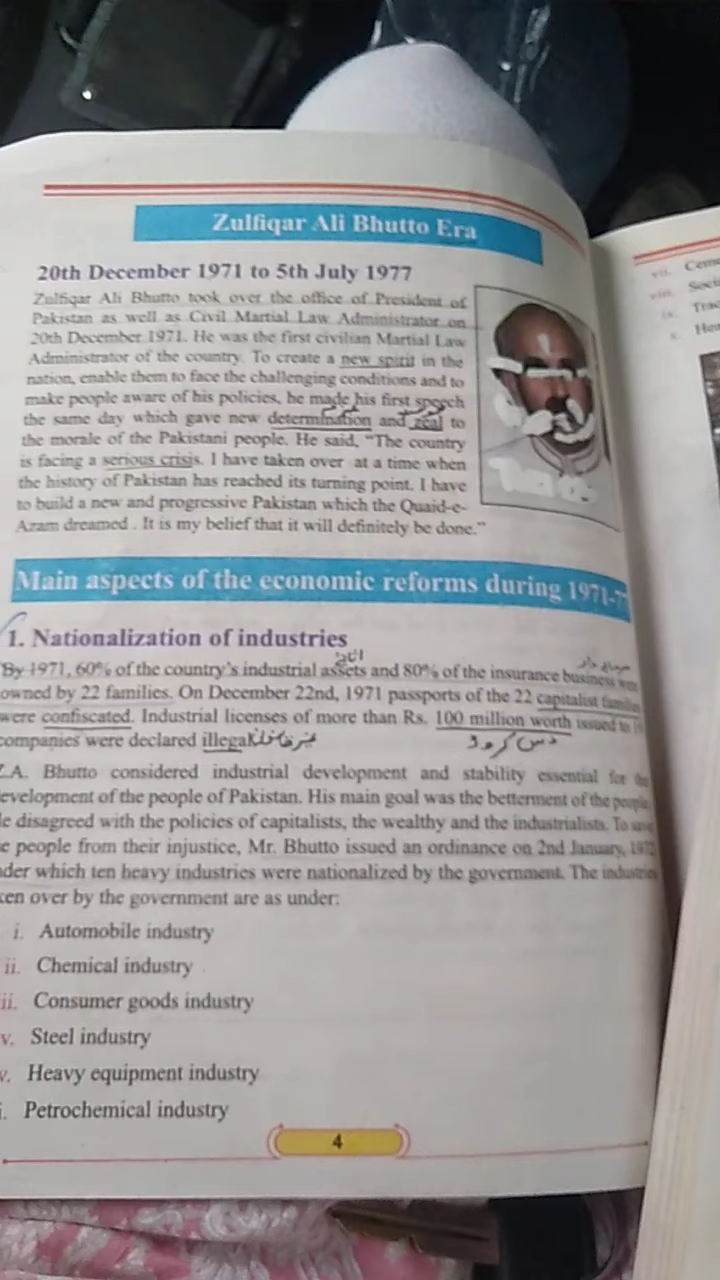 Zulfiqar Ali Bhutto Era
20th December 1971 to 5th July 1977
Zulfiqar Ali Bhutto took over the office of President of
Pakistan as well as Civil Martial Law Administrator on
20th December 1971. He was the first civilian Martial Law
Administrator of the country. To create a new spirit in the
nation, enable them to face the challenging conditions and to
make people aware of his policies, he made his first speech
the same day which gave new determination and zeal to
the morale of the Pakistani people. He said, "The country
is facing a serious crisis. I have taken over at a time when
the history of Pakistan has reached its turning point. I have
to build a new and progressive Pakistan which the Quaid-e-
Azam dreamed . It is my belief that it will definitely be done."
Main aspects of the economic reforms during 1971-7
1. Nationalization of industries
By 1971, 60% of the country's industrial assets and 80% of the insurance business
owned by 22 families. On December 22nd, 1971 passports of the 22 capitalist
were confiscated. Industrial licenses of more than Rs. 100 million worth issued to
companies were declared illegal
دس کروڑ
.A. Bhutto considered industrial development and stability essential for the
evelopment of the people of Pakistan. His main goal was the betterment of the people
e disagreed with the policies of capitalists, the wealthy and the industrialists. To save
e people from their injustice, Mr. Bhutto issued an ordinance on 2nd January, 1972
der which ten heavy industries were nationalized by the government. The industries
ken over by the government are as under:
i. Automobile industry
ii. Chemical industry
ii. Consumer goods industry
v. Steel industry
v. Heavy equipment industry
i. Petrochemical industry
4
vii. Ceme
viii. Soci
ix. Trac
x. Hea